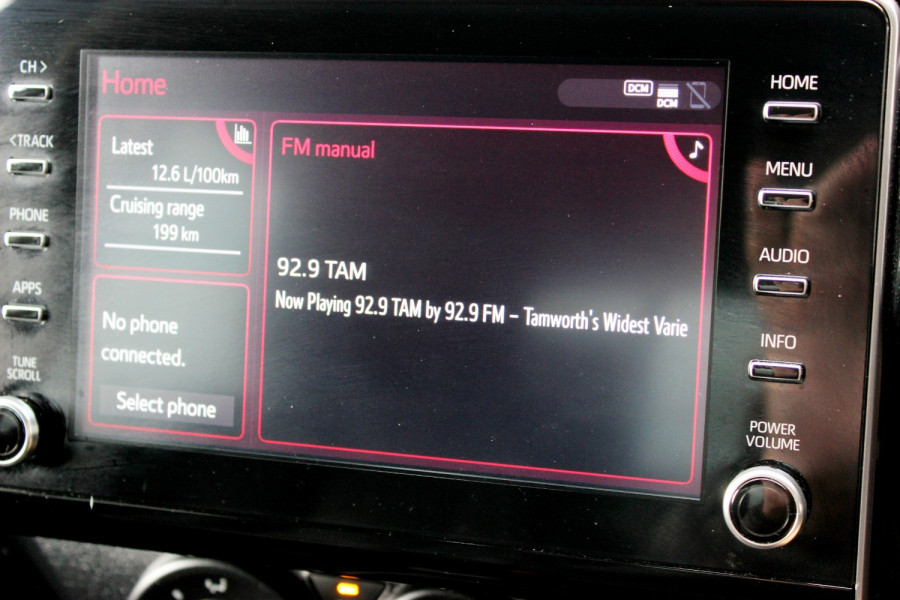 CH >
< TRACK
PHONE
APPS
TUNE
SCROLL
Home
DCM
DCM
Latest
12.6 L/100km
Cruising range
199 km
No phone
connected.
Select phone
FM manual
92.9 TAM
Now Playing 92.9 TAM by 92.9 FM – Tamworth's Widest Varie
HOME
MENU
AUDIO
INFO
POWER
VOLUME